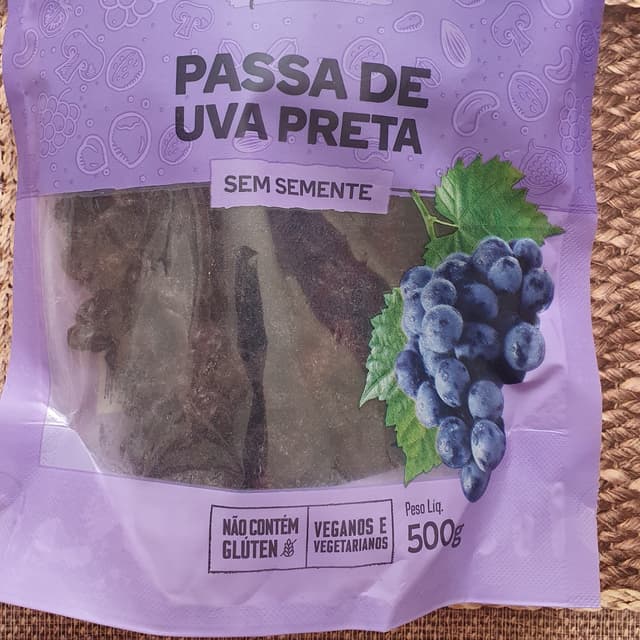 PASSA DE
UVA PRETA
SEM SEMENTE
NÃO CONTÉM
GLÚTEN
VEGANOS E
VEGETARIANOS
Peso Líq.
500g